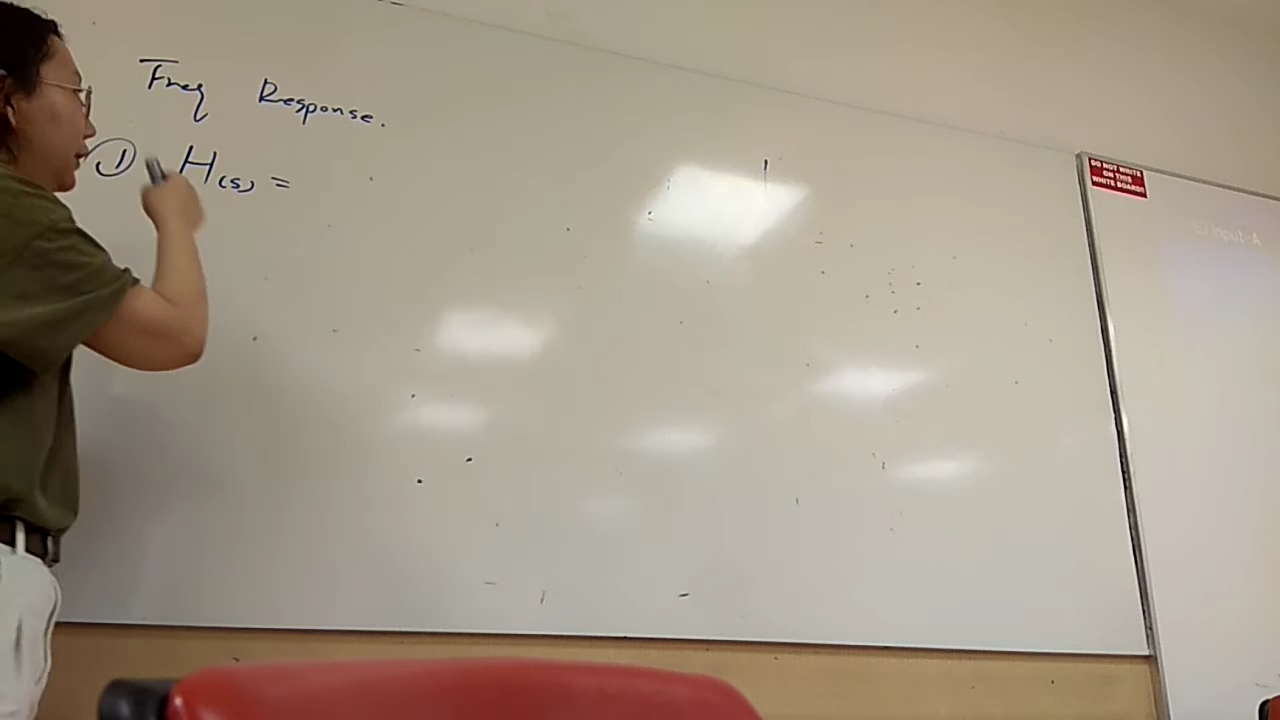 Freq Response.
① H(s) =
DO NOT WRITE
ON THIS
WHITE BOARD!!
Input-A